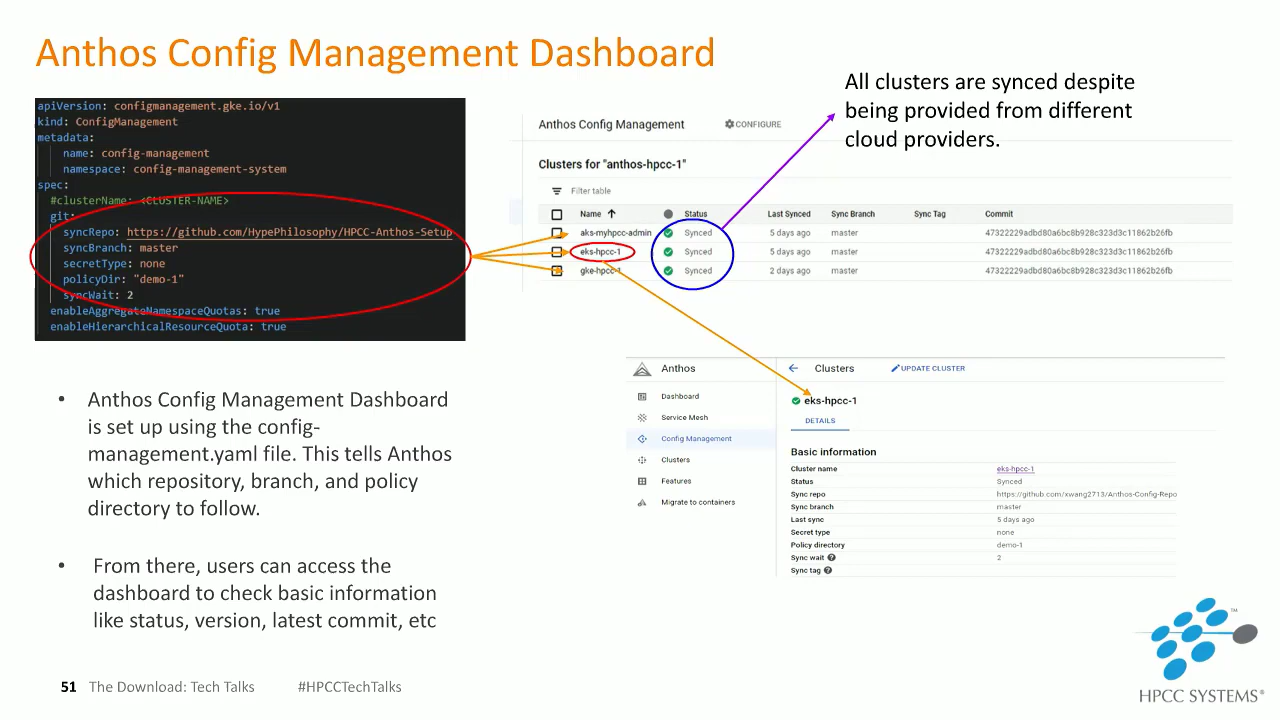 Anthos Config Management Dashboard
apiVersion: configmanagement.gke.io/v1
kind: ConfigManagement
metadata:
name: config-management
namespace: config-management-system
spec:
#clusterName: <CLUSTER-NAME>
git:
syncRepo: https://github.com/HypePhilosophy/HPCC-Anthos-Setup
syncBranch: master
secretType: none
policyDir: "demo-1"
syncWait: 2
enableAggregateNamespaceQuotas: true
enableHierarchicalResourceQuota: true
All clusters are synced despite
being provided from different
cloud providers.
Anthos Config Management CONFIGURE
Clusters for "anthos-hpcc-1"
Filter table
Name Status Last Synced Sync Branch Sync Tag Commit
aks-myhpcc-admin Synced 5 days ago master 47322229adbd80a6bc8b928c323d3c11862b26fb
eks-hpcc-1 Synced 5 days ago master 47322229adbd80a6bc8b928c323d3c11862b26fb
gke-hpcc-1 Synced 2 days ago master 47322229adbd80a6bc8b928c323d3c11862b26fb
• Anthos Config Management Dashboard
is set up using the config-
management.yaml file. This tells Anthos
which repository, branch, and policy
directory to follow.
• From there, users can access the
dashboard to check basic information
like status, version, latest commit, etc
Anthos
Dashboard
Service Mesh
Config Management
Clusters
Features
Migrate to containers
Clusters UPDATE CLUSTER
eks-hpcc-1
DETAILS
Basic information
Cluster name eks-hpcc-1
Status Synced
Sync repo https://github.com/xwang2713/Anthos-Config-Repo
Sync branch master
Last sync 5 days ago
Secret type none
Policy directory demo-1
Sync wait 2
Sync tag
HPCC SYSTEMS®
51 The Download: Tech Talks #HPCCTechTalks